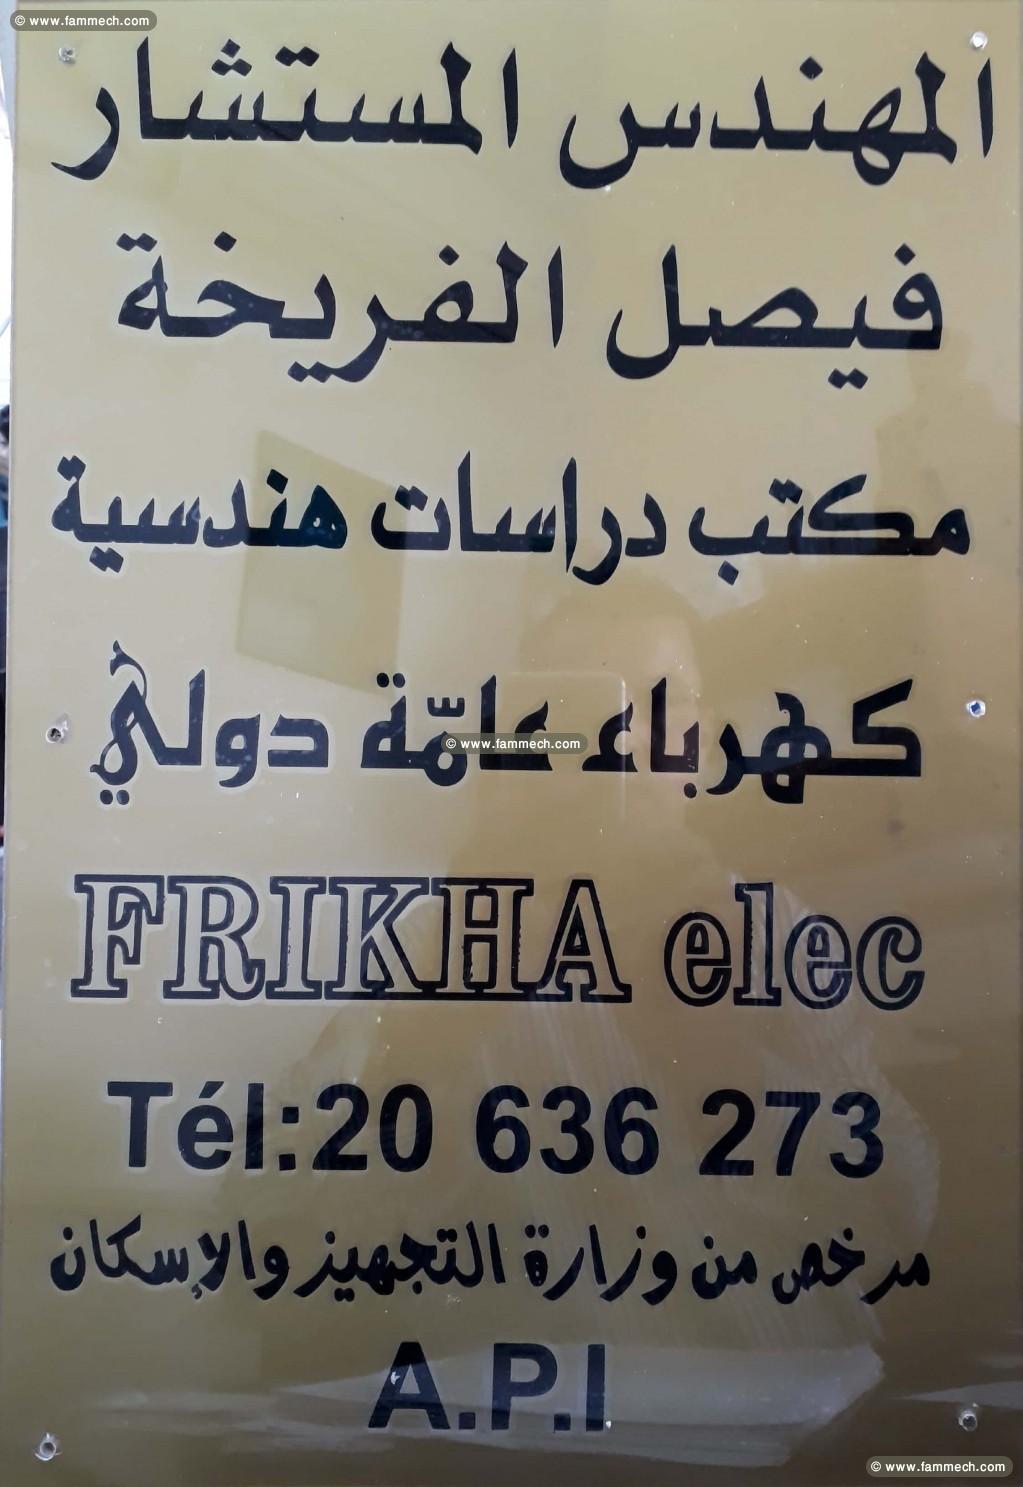 © www.fammech.com
المهندس المستشار
فيصل الفريخة
مكتب دراسات هندسية
كهرباء عامّة دولي
© www.fammech.com
FRIKHA elec
Tél:20 636 273
مرخص من وزارة التجهيز والإسكان
A.P.I
© www.fammech.com